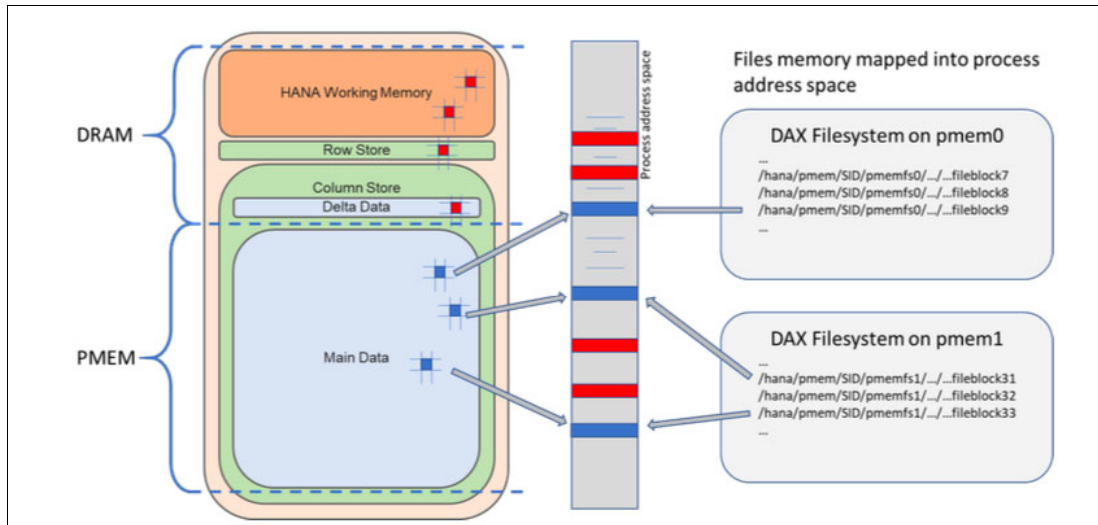 DRAM
PMEM
HANA Working Memory
Row Store
Column Store
Delta Data
Main Data
Process address space
Files memory mapped into process
address space
DAX Filesystem on pmem0
...
/hana/pmem/SID/pmemfs0/.../...fileblock7
/hana/pmem/SID/pmemfs0/.../...fileblock8
/hana/pmem/SID/pmemfs0/.../...fileblock9
...
DAX Filesystem on pmem1
...
/hana/pmem/SID/pmemfs1/.../...fileblock31
/hana/pmem/SID/pmemfs1/.../...fileblock32
/hana/pmem/SID/pmemfs1/.../...fileblock33
...